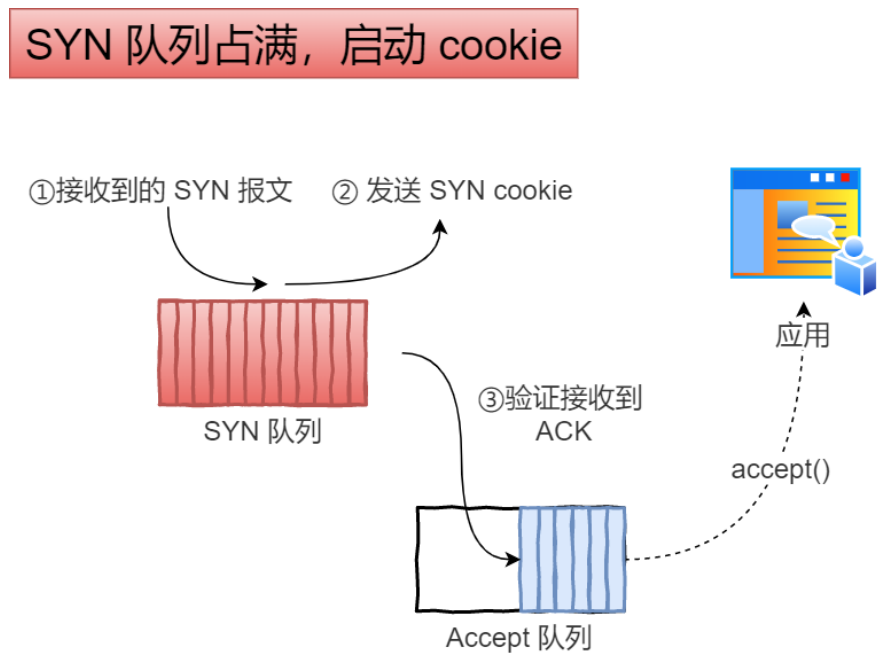 SYN 队列占满，启动 cookie
①接收到的 SYN 报文
② 发送 SYN cookie
应用
SYN 队列
③验证接收到
ACK
accept()
Accept 队列